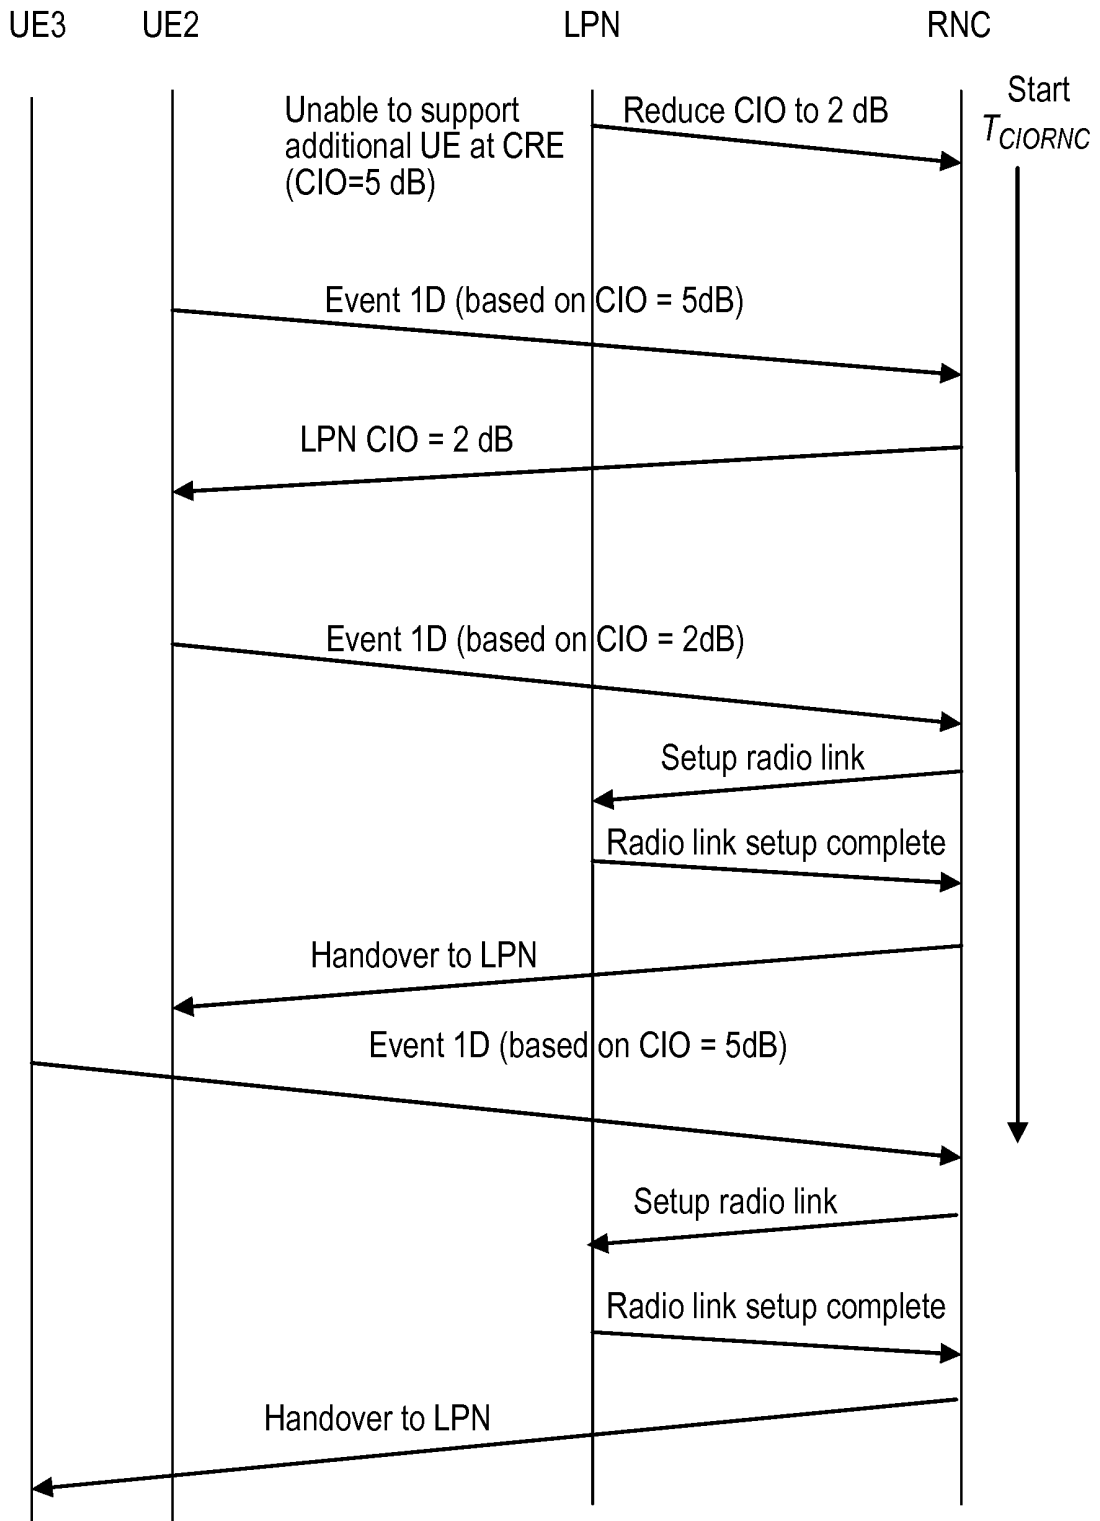 UE3 UE2 LPN RNC
Start
T_CIORNC
Unable to support
additional UE at CRE
(CIO=5 dB)
Reduce CIO to 2 dB
Event 1D (based on CIO = 5dB)
LPN CIO = 2 dB
Event 1D (based on CIO = 2dB)
Setup radio link
Radio link setup complete
Handover to LPN
Event 1D (based on CIO = 5dB)
Setup radio link
Radio link setup complete
Handover to LPN